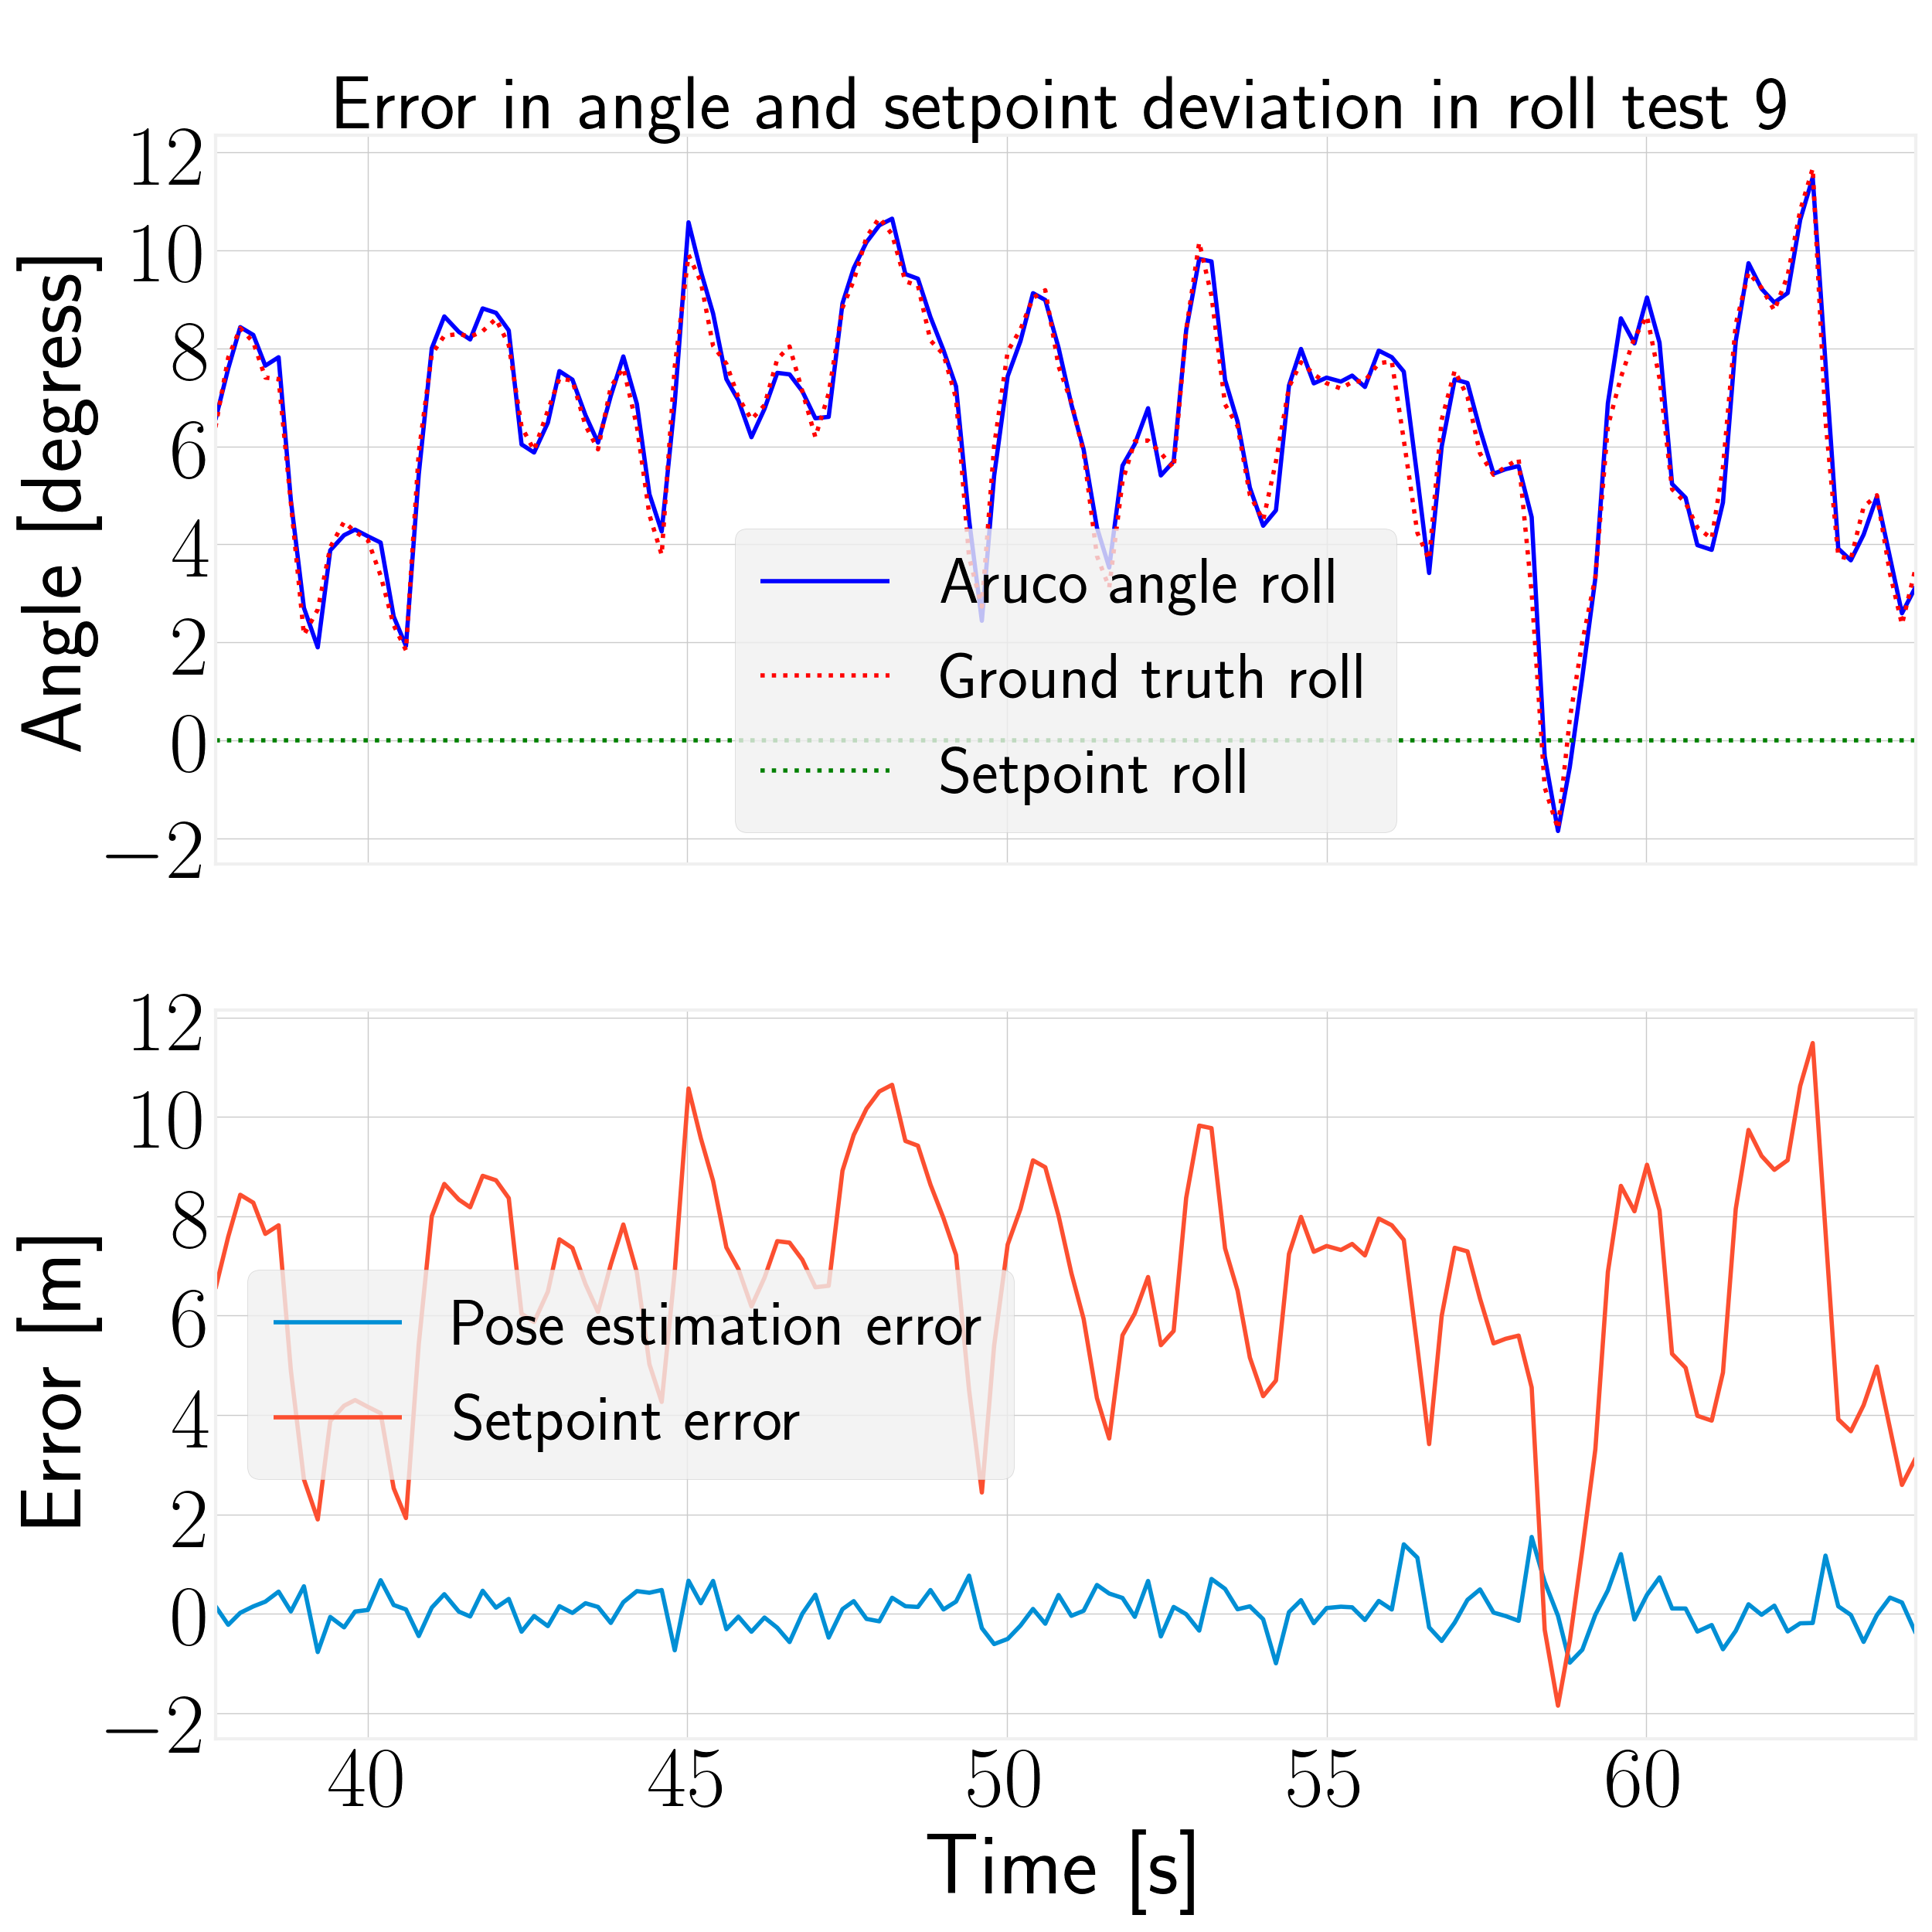 Error in angle and setpoint deviation in roll test 9
Angle [degress]
12
10
8
6
4
2
0
−2
Aruco angle roll
Ground truth roll
Setpoint roll
Error [m]
12
10
8
6
4
2
0
−2
Pose estimation error
Setpoint error
40 45 50 55 60
Time [s]